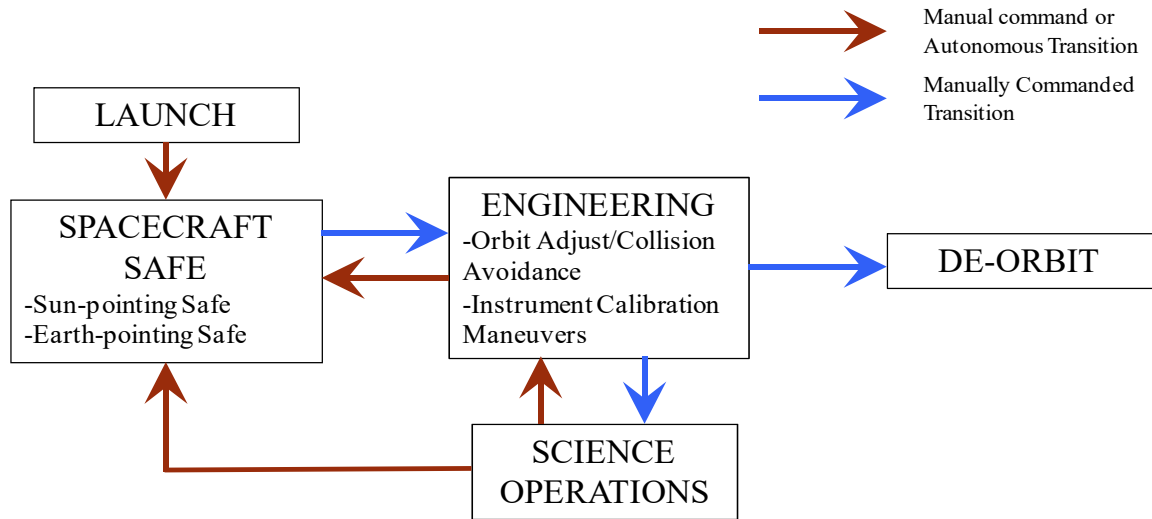 Manual command or
Autonomous Transition
Manually Commanded
Transition
LAUNCH
SPACECRAFT
SAFE
-Sun-pointing Safe
-Earth-pointing Safe
ENGINEERING
-Orbit Adjust/Collision
Avoidance
-Instrument Calibration
Maneuvers
DE-ORBIT
SCIENCE
OPERATIONS